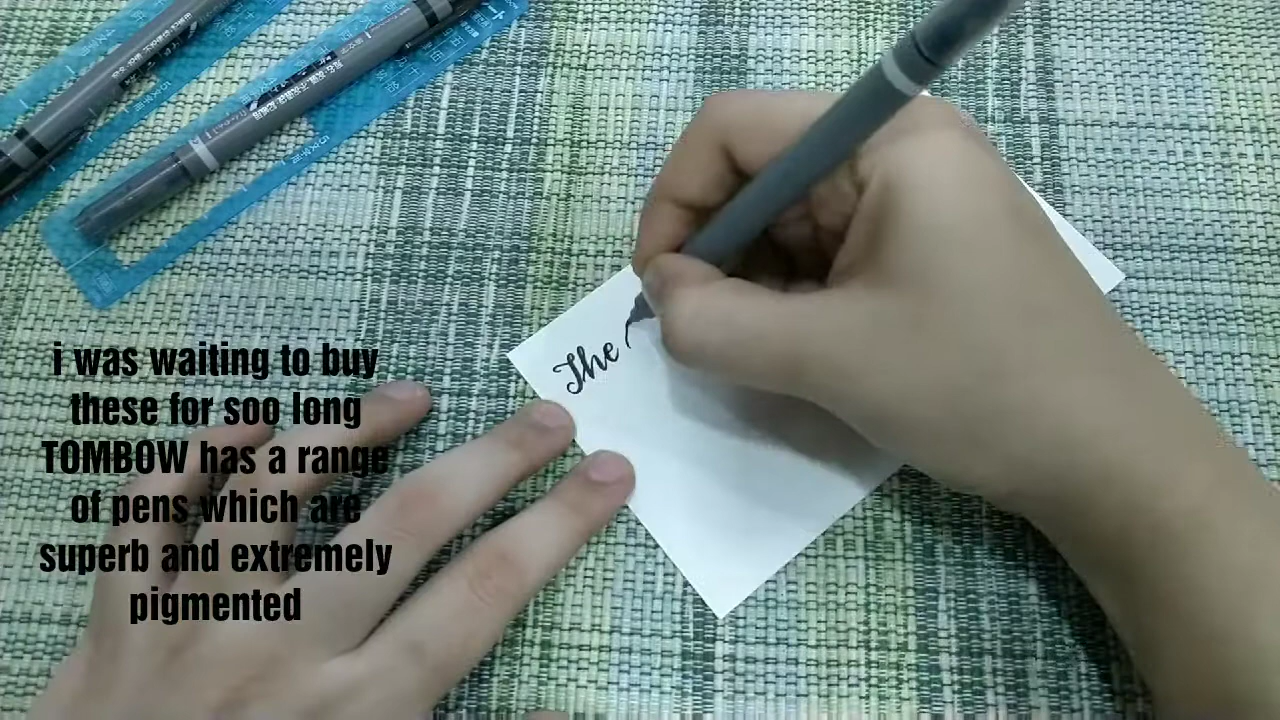 i was waiting to buy
these for soo long
TOMBOW has a range
of pens which are
superb and extremely
pigmented
The